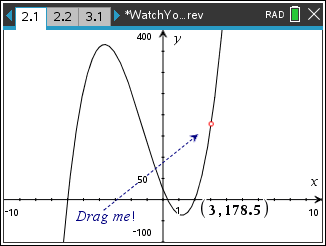 2.1 2.2 3.1 *WatchYo...rev RAD
400 y
50
-10 1 10 x
-100
Drag me!
(3,178.5)